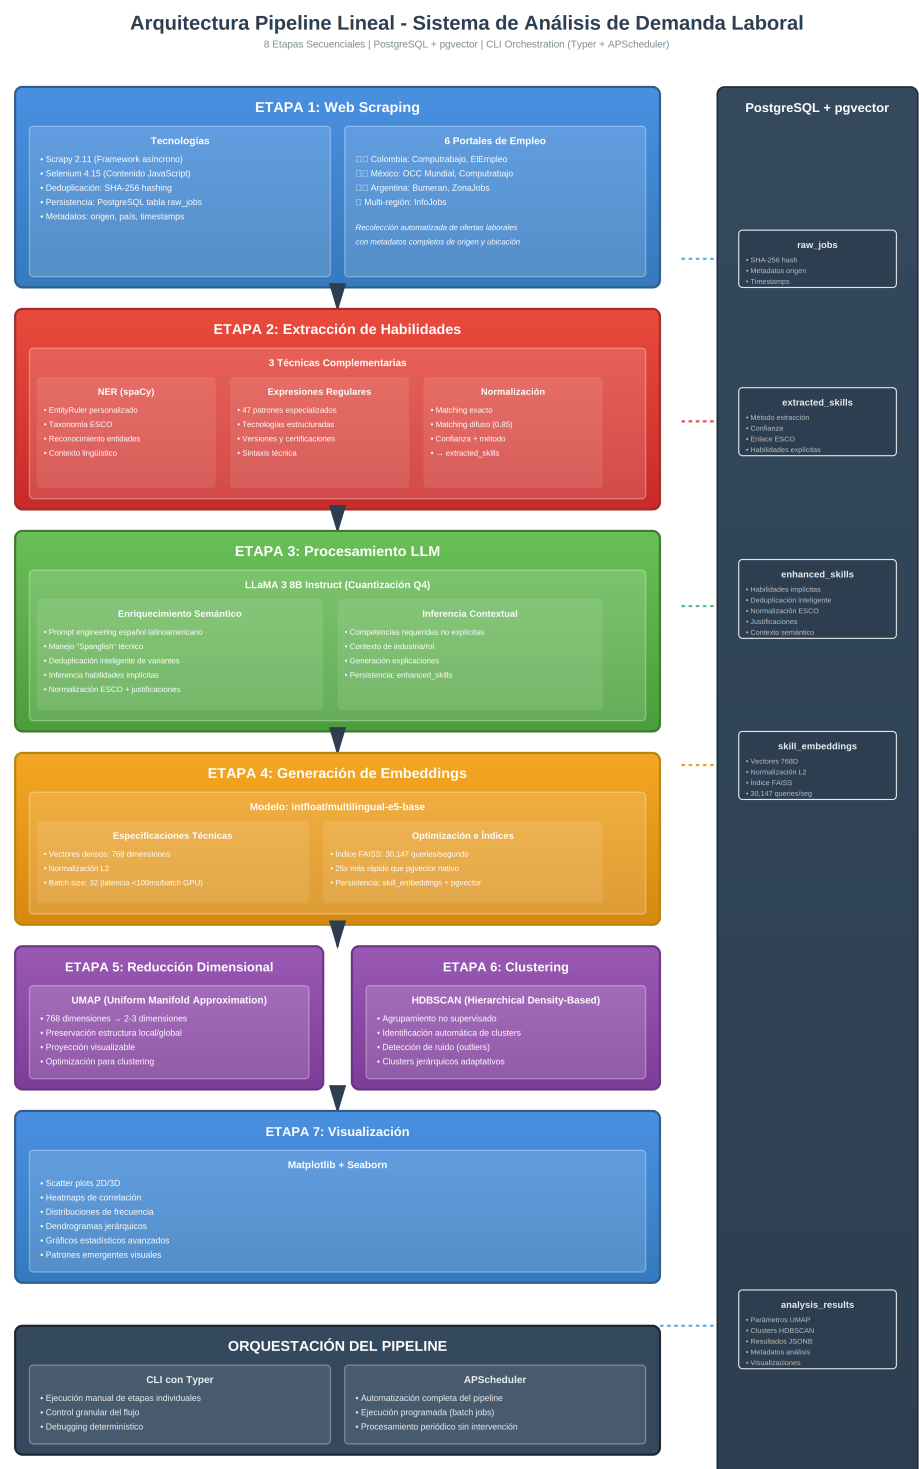 Arquitectura Pipeline Lineal - Sistema de Análisis de Demanda Laboral
8 Etapas Secuenciales | PostgreSQL + pgvector | CLI Orchestration (Typer + APScheduler)
ETAPA 1: Web Scraping
Tecnologías
• Scrapy 2.11 (Framework asíncrono)
• Selenium 4.15 (Contenido JavaScript)
• Deduplicación: SHA-256 hashing
• Persistencia: PostgreSQL tabla raw_jobs
• Metadatos: origen, país, timestamps
6 Portales de Empleo
Colombia: Computrabajo, ElEmpleo
México: OCC Mundial, Computrabajo
Argentina: Bumeran, ZonaJobs
Multi-región: InfoJobs
Recolección automatizada de ofertas laborales
con metadatos completos de origen y ubicación
ETAPA 2: Extracción de Habilidades
3 Técnicas Complementarias
NER (spaCy)
• EntityRuler personalizado
• Taxonomía ESCO
• Reconocimiento entidades
• Contexto lingüístico
Expresiones Regulares
• 47 patrones especializados
• Tecnologías estructuradas
• Versiones y certificaciones
• Sintaxis técnica
Normalización
• Matching exacto
• Matching difuso (0.85)
• Confianza + método
• → extracted_skills
ETAPA 3: Procesamiento LLM
LLaMA 3 8B Instruct (Cuantización Q4)
Enriquecimiento Semántico
• Prompt engineering español latinoamericano
• Manejo "Spanglish" técnico
• Deduplicación inteligente de variantes
• Inferencia habilidades implícitas
• Normalización ESCO + justificaciones
Inferencia Contextual
• Competencias requeridas no explícitas
• Contexto de industria/rol
• Generación explicaciones
• Persistencia: enhanced_skills
ETAPA 4: Generación de Embeddings
Modelo: intfloat/multilingual-e5-base
Especificaciones Técnicas
• Vectores densos: 768 dimensiones
• Normalización L2
• Batch size: 32 (latencia <100ms/batch GPU)
Optimización e Índices
• Índice FAISS: 30,147 queries/segundo
• 25x más rápido que pgvector nativo
• Persistencia: skill_embeddings + pgvector
ETAPA 5: Reducción Dimensional
UMAP (Uniform Manifold Approximation)
• 768 dimensiones → 2-3 dimensiones
• Preservación estructura local/global
• Proyección visualizable
• Optimización para clustering
ETAPA 6: Clustering
HDBSCAN (Hierarchical Density-Based)
• Agrupamiento no supervisado
• Identificación automática de clusters
• Detección de ruido (outliers)
• Clusters jerárquicos adaptativos
ETAPA 7: Visualización
Matplotlib + Seaborn
• Scatter plots 2D/3D
• Heatmaps de correlación
• Distribuciones de frecuencia
• Dendrogramas jerárquicos
• Gráficos estadísticos avanzados
• Patrones emergentes visuales
ORQUESTACIÓN DEL PIPELINE
CLI con Typer
• Ejecución manual de etapas individuales
• Control granular del flujo
• Debugging determinístico
APScheduler
• Automatización completa del pipeline
• Ejecución programada (batch jobs)
• Procesamiento periódico sin intervención
PostgreSQL + pgvector
raw_jobs
• SHA-256 hash
• Metadatos origen
• Timestamps
extracted_skills
• Método extracción
• Confianza
• Enlace ESCO
• Habilidades explícitas
enhanced_skills
• Habilidades implícitas
• Deduplicación inteligente
• Normalización ESCO
• Justificaciones
• Contexto semántico
skill_embeddings
• Vectores 768D
• Normalización L2
• Índice FAISS
• 30,147 queries/seg
analysis_results
• Parámetros UMAP
• Clusters HDBSCAN
• Resultados JSONB
• Metadatos análisis
• Visualizaciones